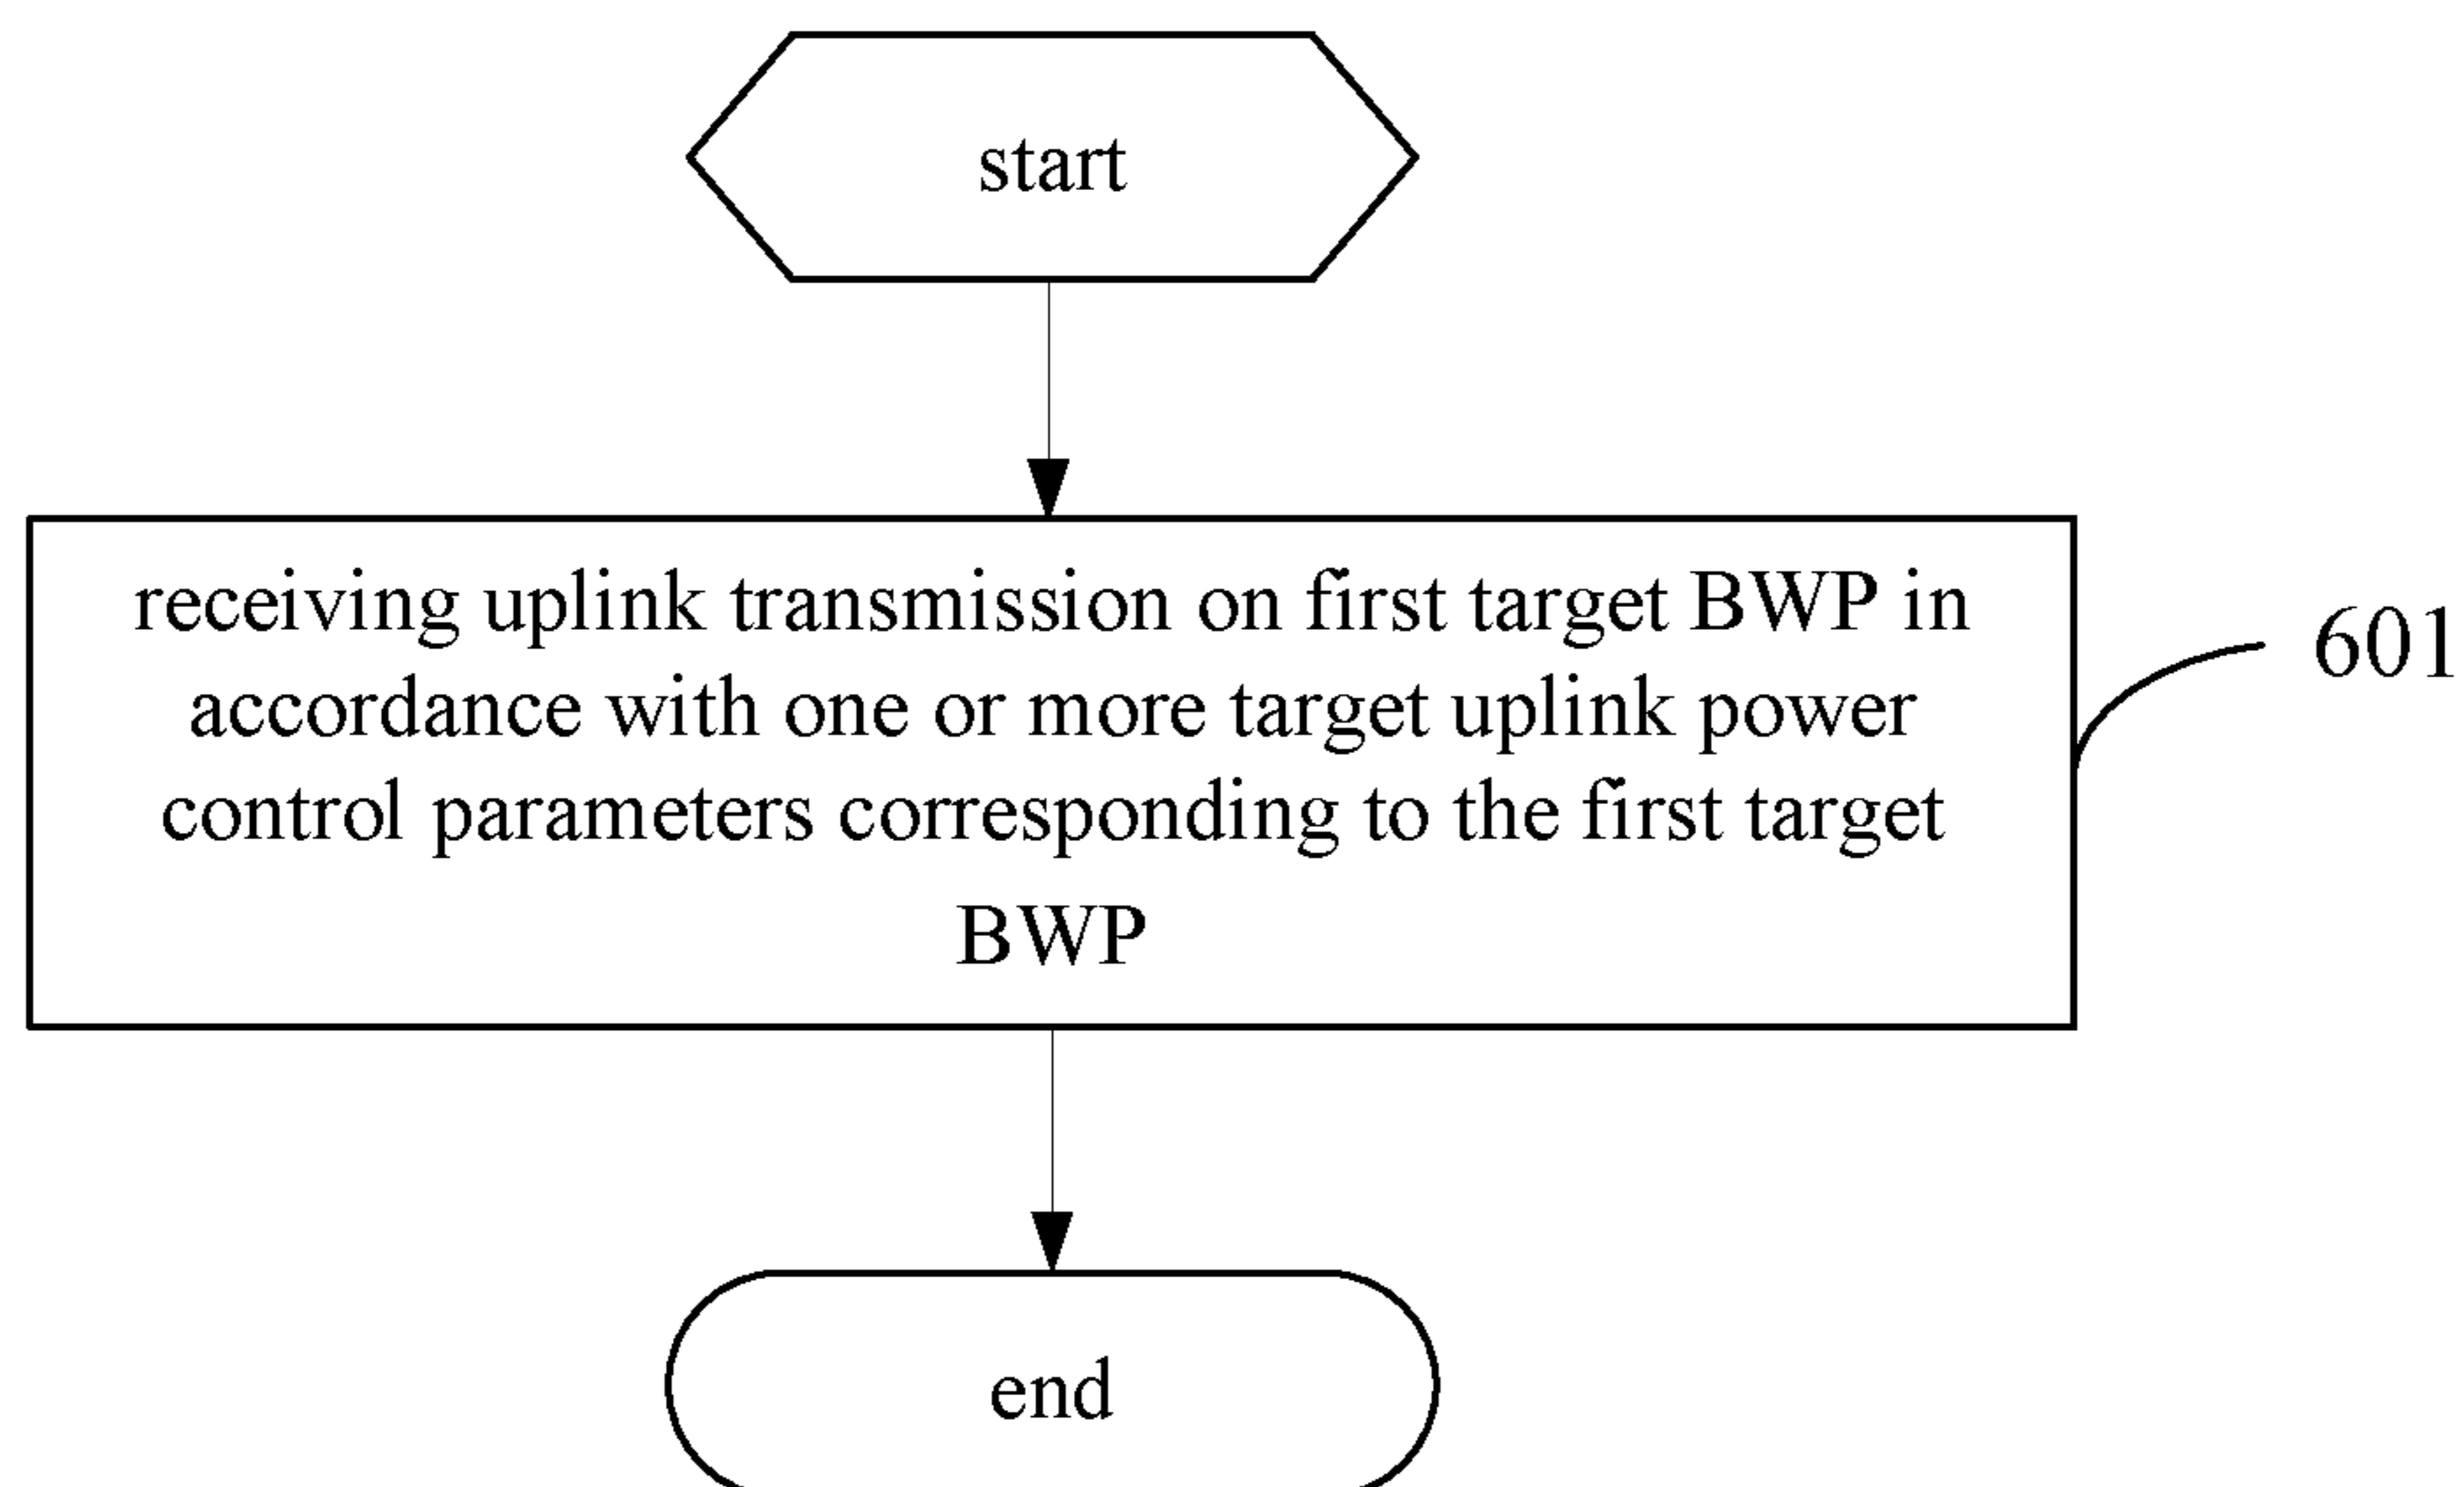 start
receiving uplink transmission on first target BWP in
accordance with one or more target uplink power
control parameters corresponding to the first target
BWP
601
end